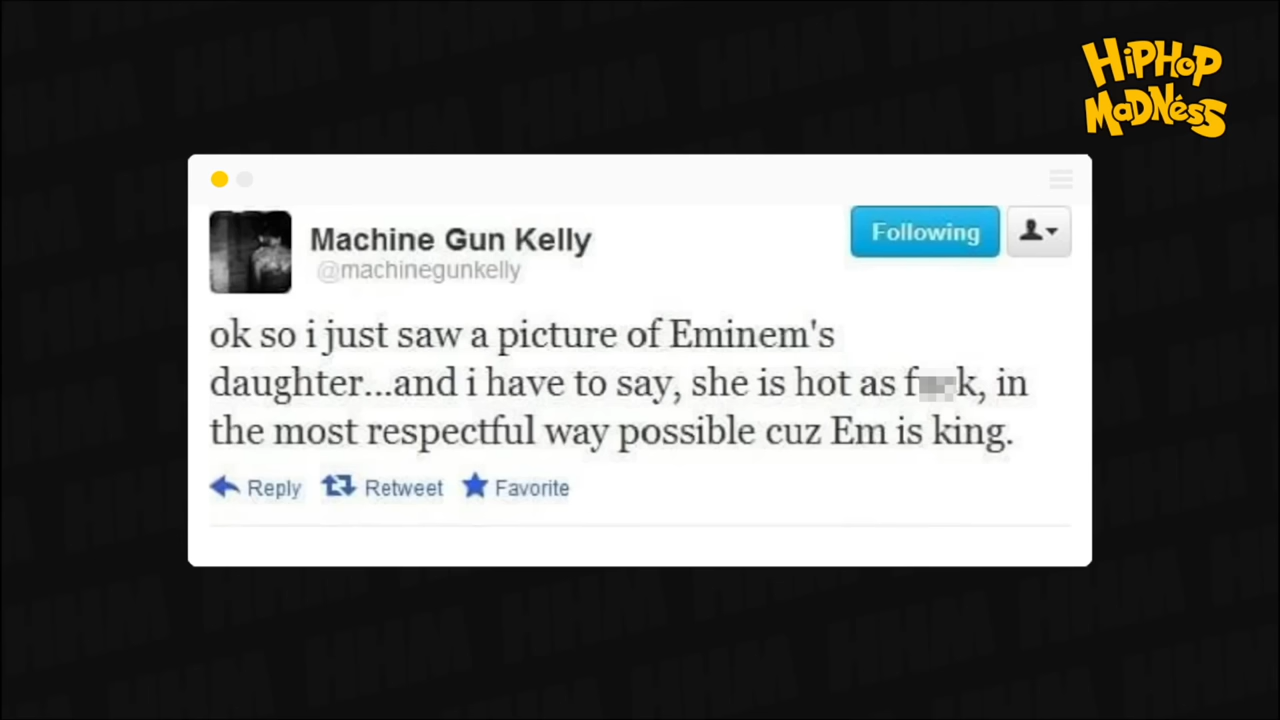 HiPHoP
MaDNéss
Machine Gun Kelly
@machinegunkelly
Following
ok so i just saw a picture of Eminem's
daughter...and i have to say, she is hot as f k, in
the most respectful way possible cuz Em is king.
Reply Retweet Favorite